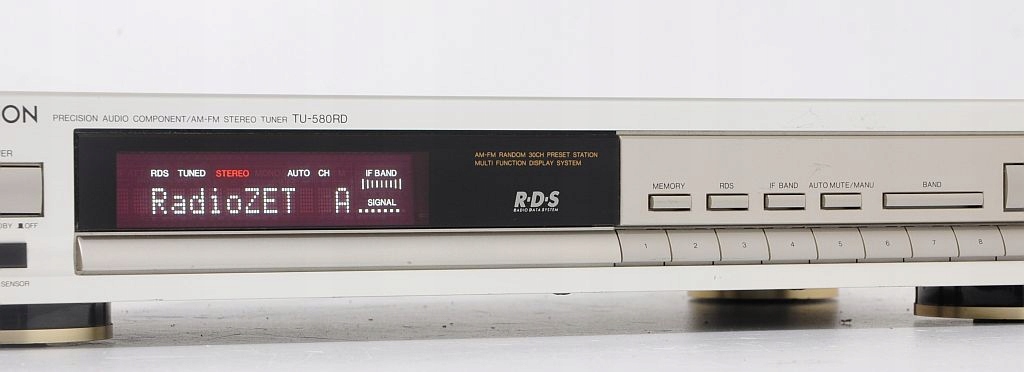 ON PRECISION AUDIO COMPONENT/AM-FM STEREO TUNER TU-580RD
AM-FM RANDOM 30CH PRESET STATION
MULTI FUNCTION DISPLAY SYSTEM
RDS TUNED STEREO MONO AUTO CH IF BAND
RadioZET A SIGNAL
R·D·S
RADIO DATA SYSTEM
MEMORY RDS IF BAND AUTO MUTE/MANU BAND
1 2 3 4 5 6 7 8
ER
DBY OFF
SENSOR